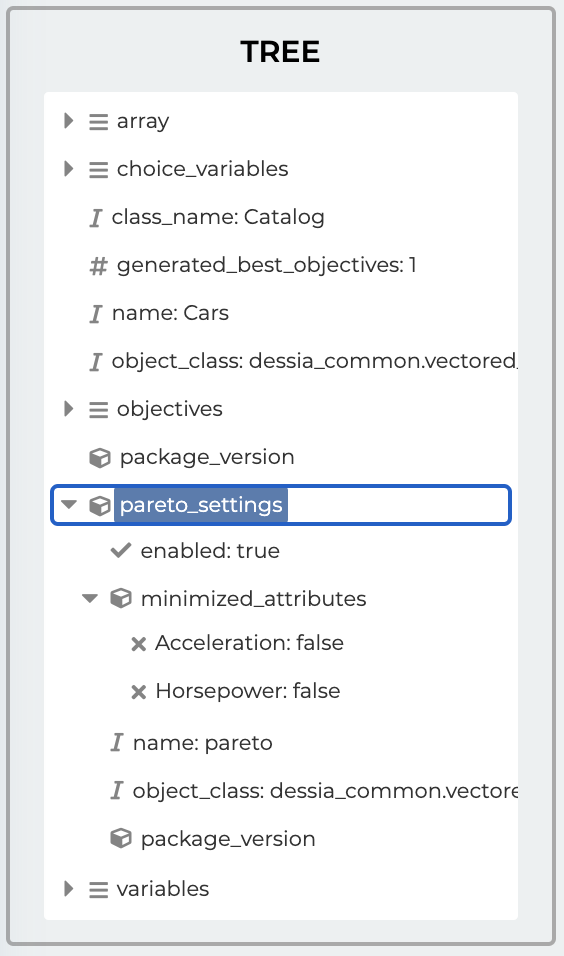 TREE
array
choice_variables
class_name: Catalog
generated_best_objectives: 1
name: Cars
object_class: dessia_common.vectored_
objectives
package_version
pareto_settings
enabled: true
minimized_attributes
Acceleration: false
Horsepower: false
name: pareto
object_class: dessia_common.vectore
package_version
variables